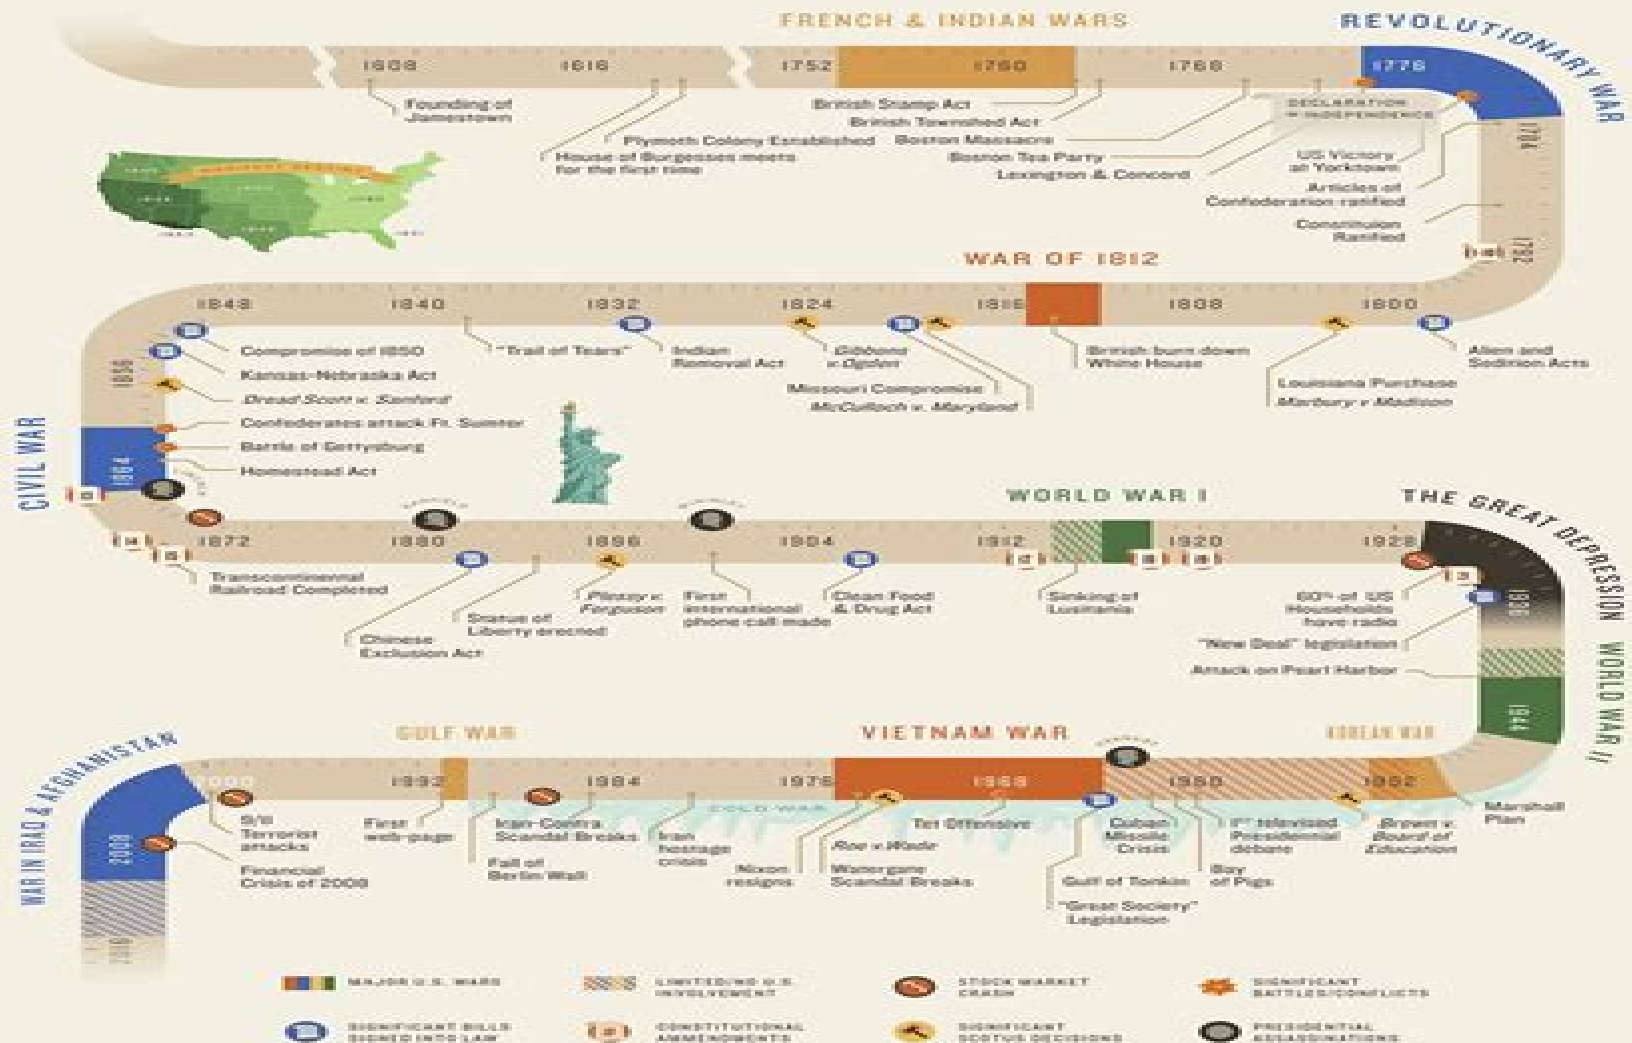 FRENCH & INDIAN WARS
REVOLUTIONARY WAR
1608
1616
1752
1760
1768
1776
1784
1792
Founding of
Jamestown
Plymoth Colony Established
House of Burgesses meets
for the first time
British Stamp Act
British Townshed Act
Boston Massacre
Boston Tea Party
Lexington & Concord
DECLARATION
INDEPENDENCE
US Victory
at Yorktown
Articles of
Confederation ratified
Constituion
Ratified
MANIFEST DESTINY
WAR OF 1812
1848
1840
1832
1824
1816
1808
1800
Compromise of 1850
Kansas-Nebraska Act
Dread Scott v. Sanford
Confederates attack Ft. Sumter
Battle of Gettysburg
Homestead Act
"Trail of Tears"
Indian
Removal Act
Gibbons
v. Ogden
Missouri Compromise
McCulloch v. Maryland
British burn down
White House
Louisiana Purchase
Marbury v Madison
Alien and
Sedition Acts
1856
1864
CIVIL WAR
WORLD WAR I
THE GREAT DEPRESSION
1872
1880
1896
1904
1912
1920
1928
1936
1944
Transcontinental
Railroad Completed
Chinese
Exclusion Act
Statue of
Liberty erected
Plessy v.
Ferguson
First
international
phone call made
Clean Food
& Drug Act
Sinking of
Lusitania
60% of US
Households
have radio
"New Deal" legislation
Attack on Pearl Harbor
WORLD WAR II
WAR IN IRAQ & AFGHANISTAN
GULF WAR
VIETNAM WAR
KOREAN WAR
2000
1992
1984
1976
1968
1960
1952
2008
2016
COLD WAR
9/11
Terrorist
attacks
Financial
Crisis of 2008
First
web-page
Iran-Contra
Scandal Breaks
Fall of
Berlin Wall
Iran
hostage
crisis
Nixon
resigns
Roe v. Wade
Watergate
Scandal Breaks
Tet Offensive
Gulf of Tonkin
"Great Society"
Legislation
Cuban
Missile
Crisis
1st televised
Presidential
debate
Bay
of Pigs
Brown v.
Board of
Education
Marshall
Plan
MAJOR U.S. WARS
LIMITED/NO U.S.
INVOLVEMENT
STOCK MARKET
CRASH
SIGNIFICANT
BATTLES/CONFLICTS
SIGNIFICANT BILLS
SIGNED INTO LAW
CONSTITUTIONAL
AMMENDMENTS
SIGNIFICANT
SCOTUS DECISIONS
PRESIDENTIAL
ASSASSINATIONS